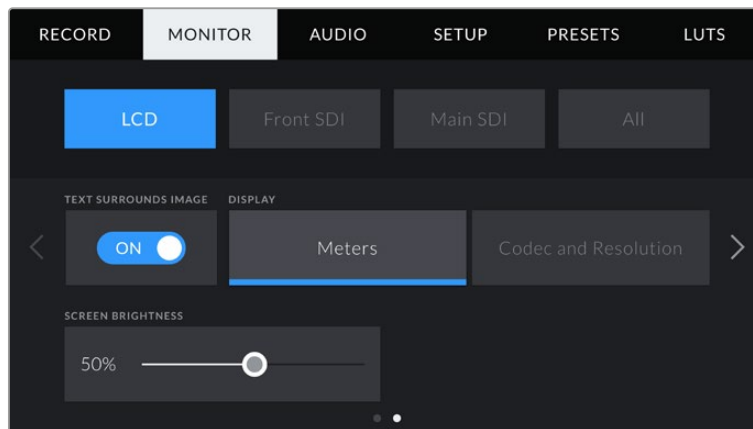 RECORD MONITOR AUDIO SETUP PRESETS LUTS
LCD Front SDI Main SDI All
TEXT SURROUNDS IMAGE DISPLAY
ON Meters Codec and Resolution
SCREEN BRIGHTNESS
50%